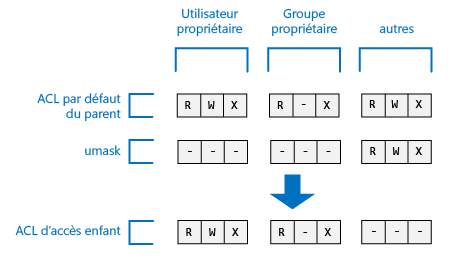 Utilisateur propriétaire
Groupe propriétaire
autres
ACL par défaut du parent
R W X
R - X
R W X
umask
- - -
- - -
R W X
ACL d'accès enfant
R W X
R - X
- - -